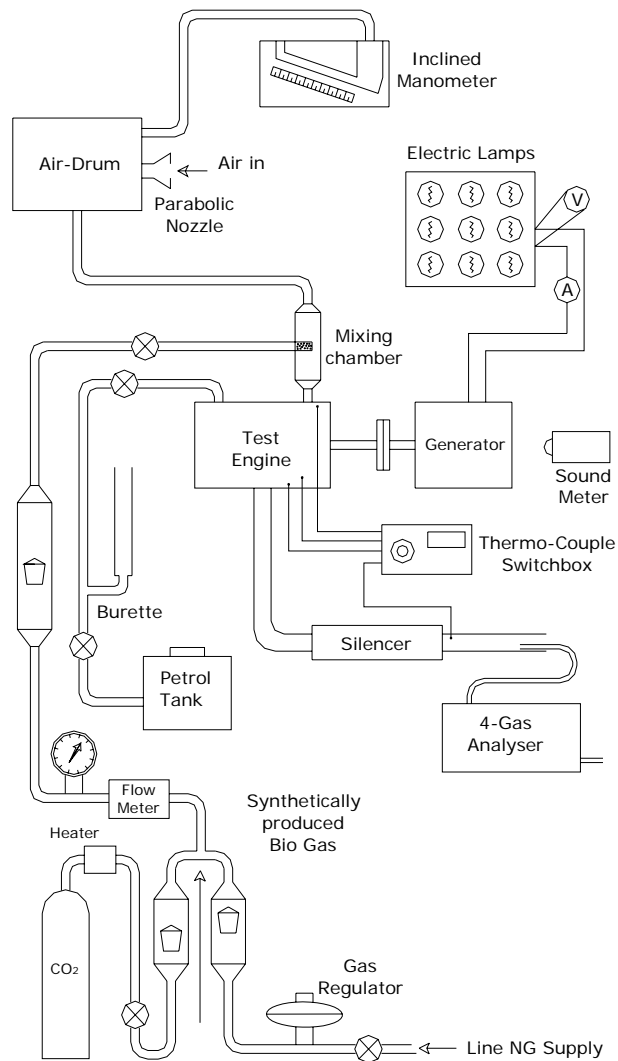 Inclined
Manometer
Air-Drum
Air in
Parabolic
Nozzle
Electric Lamps
V
A
Mixing
chamber
Test
Engine
Generator
Sound
Meter
Thermo-Couple
Switchbox
Burette
Silencer
Petrol
Tank
4-Gas
Analyser
Flow
Meter
Synthetically
produced
Bio Gas
Heater
CO₂
Gas
Regulator
Line NG Supply